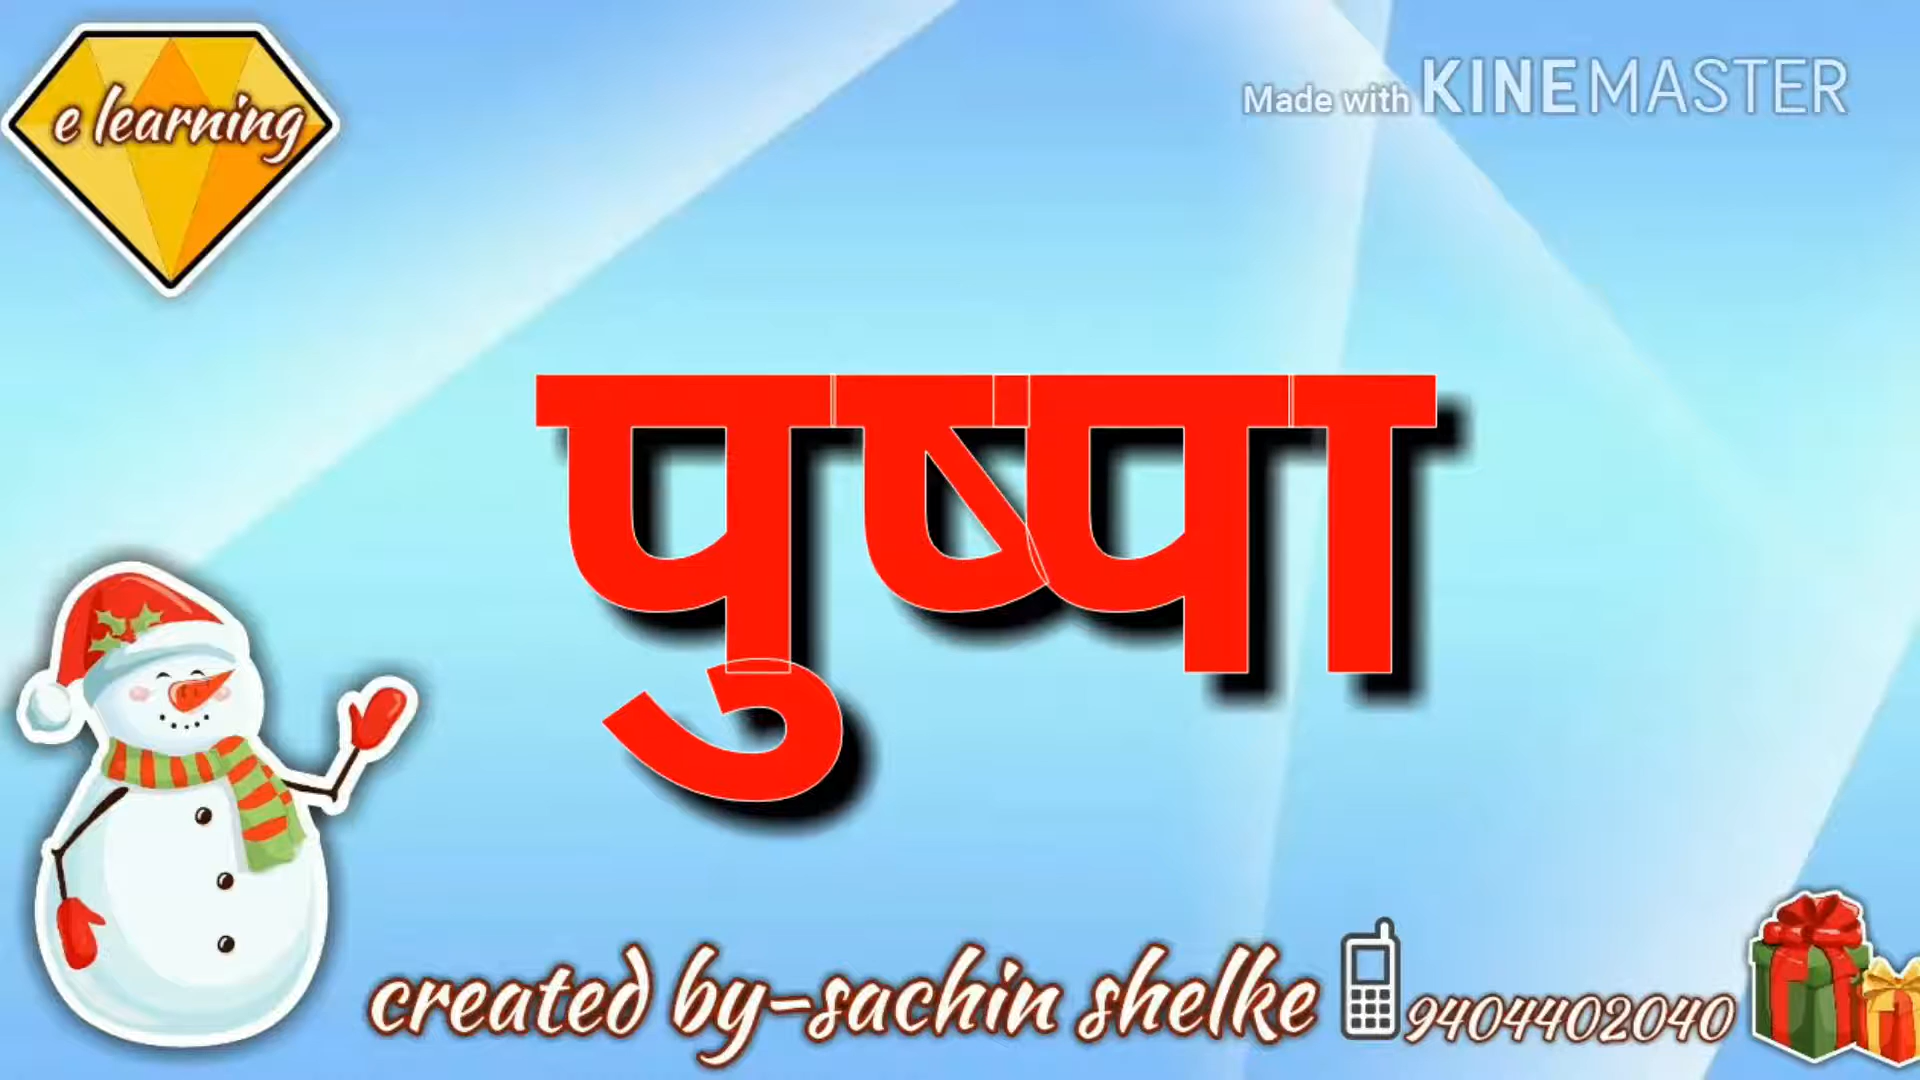 e learning
Made with KINEMASTER
पुष्पा
created by-sachin shelke 9404402040